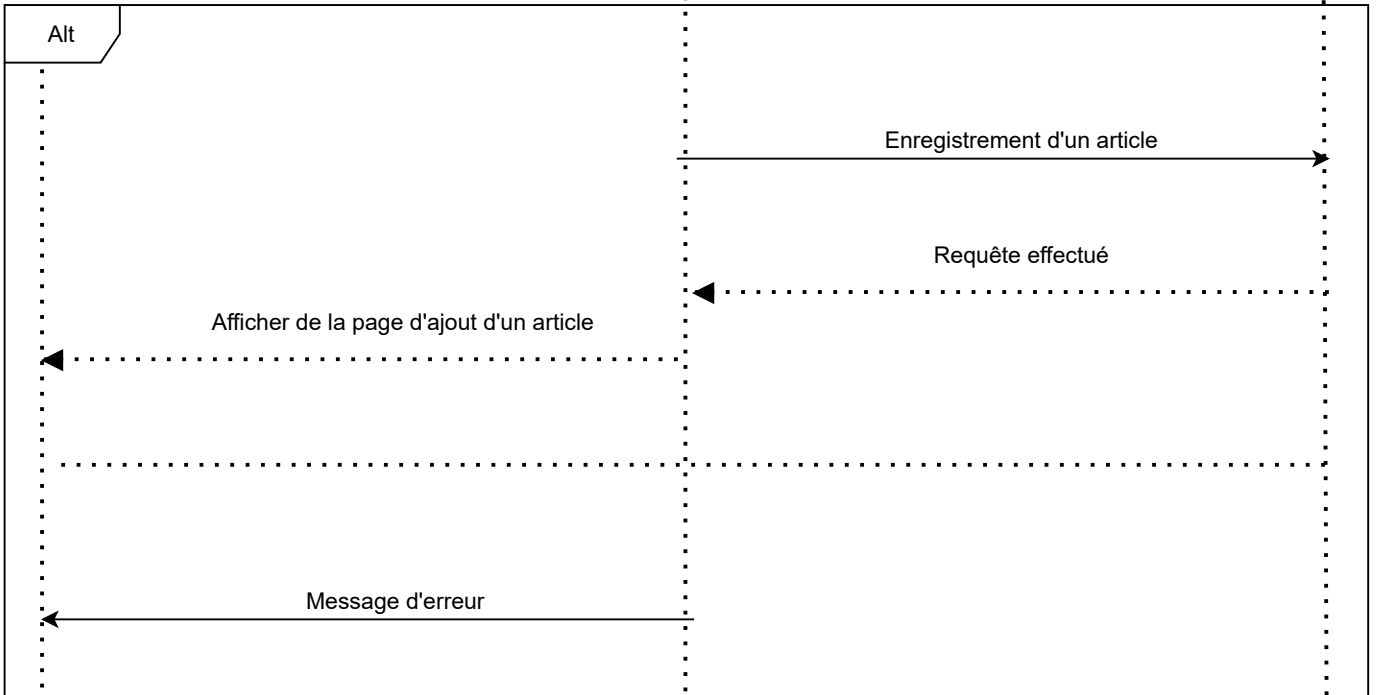 Alt
Enregistrement d'un article
Requête effectué
Afficher de la page d'ajout d'un article
Message d'erreur